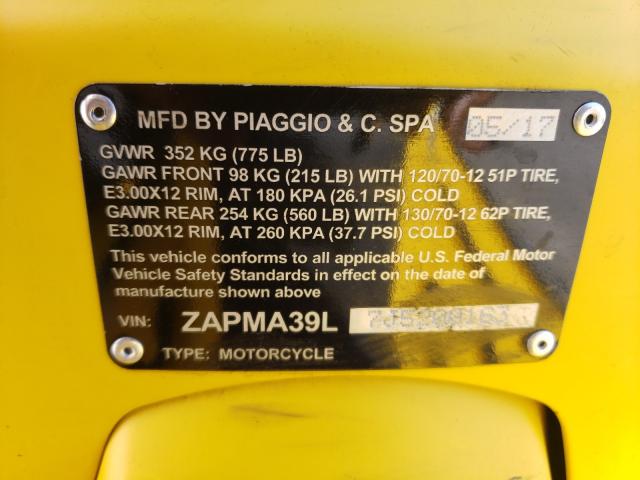 MFD BY PIAGGIO & C. SPA 05/17
GVWR 352 KG (775 LB)
GAWR FRONT 98 KG (215 LB) WITH 120/70-12 51P TIRE,
E3.00X12 RIM, AT 180 KPA (26.1 PSI) COLD
GAWR REAR 254 KG (560 LB) WITH 130/70-12 62P TIRE,
E3.00X12 RIM, AT 260 KPA (37.7 PSI) COLD
This vehicle conforms to all applicable U.S. Federal Motor
Vehicle Safety Standards in effect on the date of
manufacture shown above
VIN: ZAPMA39L
TYPE: MOTORCYCLE